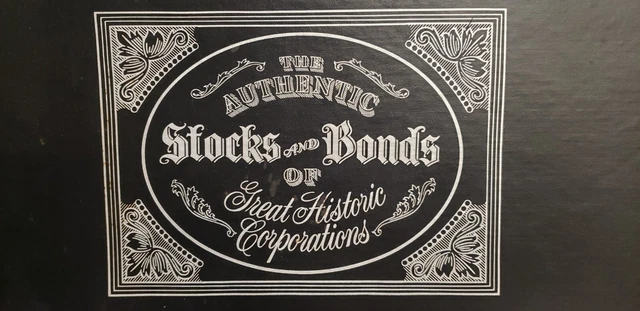 THE
AUTHENTIC
Stocks AND Bonds
OF
Great Historic
Corporations